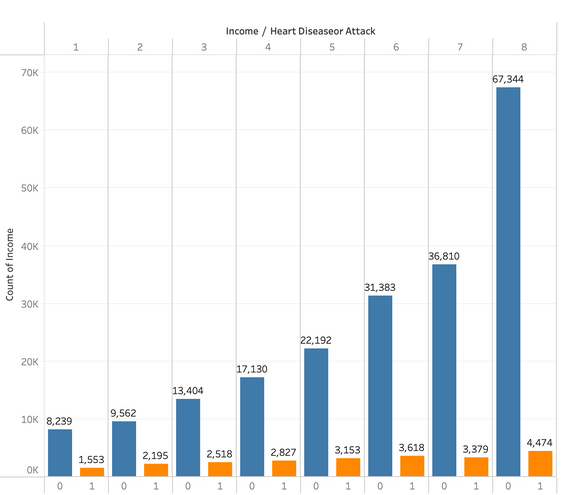 Income / Heart Diseaseor Attack
1 2 3 4 5 6 7 8
70K
60K
50K
40K
30K
20K
10K
0K
Count of Income
8,239 1,553 9,562 2,195 13,404 2,518 17,130 2,827 22,192 3,153 31,383 3,618 36,810 3,379 67,344 4,474
0 1 0 1 0 1 0 1 0 1 0 1 0 1 0 1